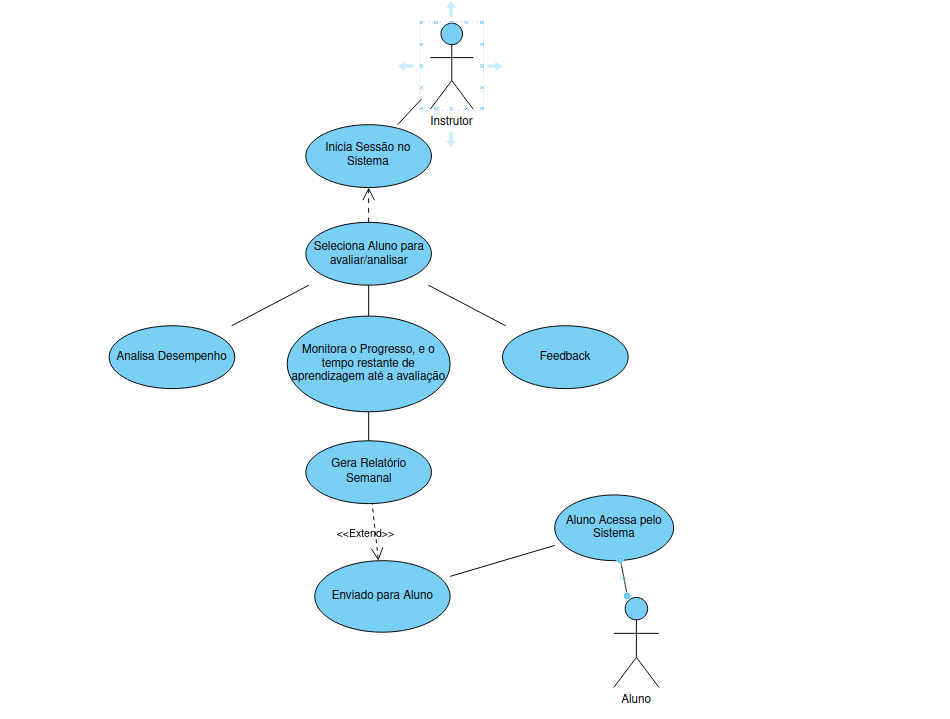 Instrutor
Inicia Sessão no
Sistema
Seleciona Aluno para
avaliar/analisar
Analisa Desempenho
Monitora o Progresso, e o
tempo restante de
aprendizagem até a avaliação
Feedback
Gera Relatório
Semanal
<<Extend>>
Aluno Acessa pelo
Sistema
Enviado para Aluno
Aluno